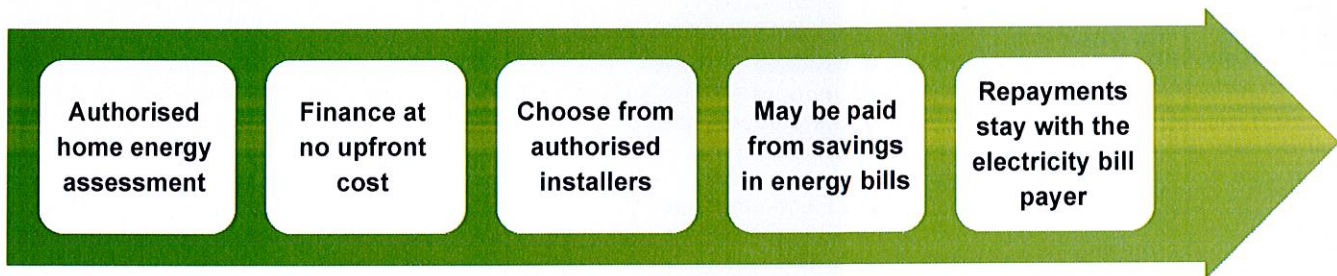 Authorised
home energy
assessment
Finance at
no upfront
cost
Choose from
authorised
installers
May be paid
from savings
in energy bills
Repayments
stay with the
electricity bill
payer